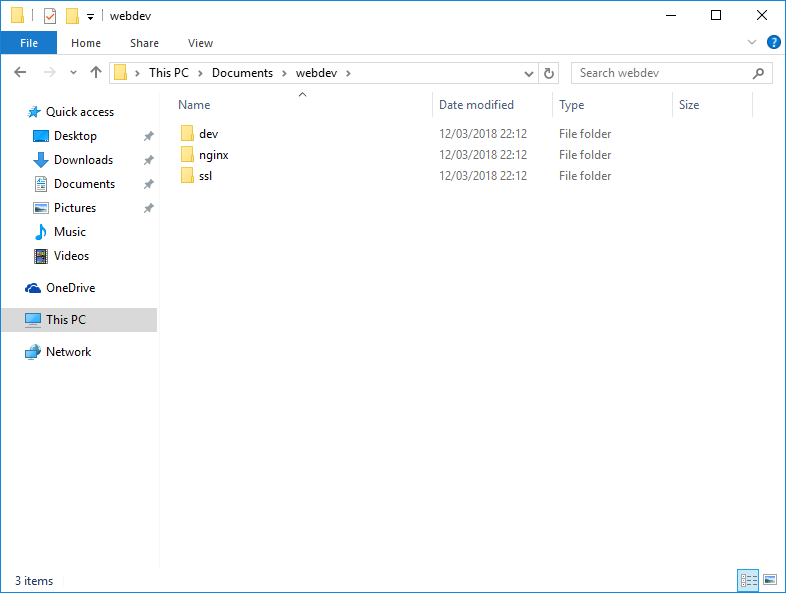 webdev
File Home Share View
This PC Documents webdev Search webdev
Name Date modified Type Size
Quick access
Desktop
Downloads
Documents
Pictures
Music
Videos
OneDrive
This PC
Network
dev 12/03/2018 22:12 File folder
nginx 12/03/2018 22:12 File folder
ssl 12/03/2018 22:12 File folder
3 items